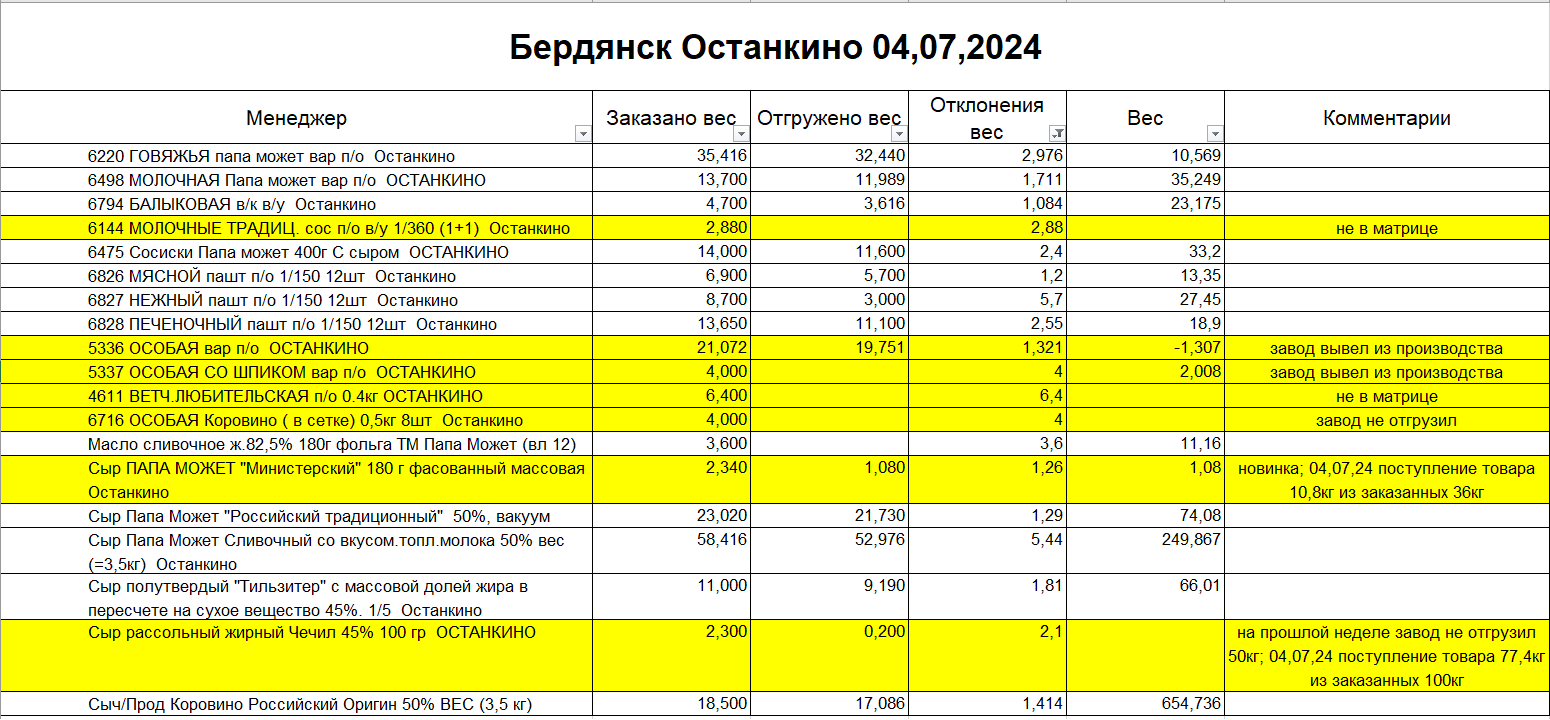 Бердянск Останкино 04,07,2024
Менеджер Заказано вес Отгружено вес Отклонения вес Вес Комментарии
6220 ГОВЯЖЬЯ папа может вар п/о  Останкино 35,416 32,440 2,976 10,569
6498 МОЛОЧНАЯ Папа может вар п/о  ОСТАНКИНО 13,700 11,989 1,711 35,249
6794 БАЛЫКОВАЯ в/к в/у  Останкино 4,700 3,616 1,084 23,175
6144 МОЛОЧНЫЕ ТРАДИЦ. сос п/о в/у 1/360 (1+1)  Останкино 2,880 2,88 не в матрице
6475 Сосиски Папа может 400г С сыром  ОСТАНКИНО 14,000 11,600 2,4 33,2
6826 МЯСНОЙ пашт п/о 1/150 12шт  Останкино 6,900 5,700 1,2 13,35
6827 НЕЖНЫЙ пашт п/о 1/150 12шт  Останкино 8,700 3,000 5,7 27,45
6828 ПЕЧЕНОЧНЫЙ пашт п/о 1/150 12шт  Останкино 13,650 11,100 2,55 18,9
5336 ОСОБАЯ вар п/о  ОСТАНКИНО 21,072 19,751 1,321 -1,307 завод вывел из производства
5337 ОСОБАЯ СО ШПИКОМ вар п/о  ОСТАНКИНО 4,000 4 2,008 завод вывел из производства
4611 ВЕТЧ.ЛЮБИТЕЛЬСКАЯ п/о 0.4кг ОСТАНКИНО 6,400 6,4 не в матрице
6716 ОСОБАЯ Коровино ( в сетке) 0,5кг 8шт  Останкино 4,000 4 завод не отгрузил
Масло сливочное ж.82,5% 180г фольга ТМ Папа Может (вл 12) 3,600 3,6 11,16
Сыр ПАПА МОЖЕТ "Министерский" 180 г фасованный массовая 2,340 1,080 1,26 1,08 новинка; 04,07,24 поступление товара
Останкино 10,8кг из заказанных 36кг
Сыр Папа Может "Российский традиционный"  50%, вакуум 23,020 21,730 1,29 74,08
Сыр Папа Может Сливочный со вкусом.топл.молока 50% вес 58,416 52,976 5,44 249,867
(=3,5кг)  Останкино
Сыр полутвердый "Тильзитер" с массовой долей жира в 11,000 9,190 1,81 66,01
пересчете на сухое вещество 45%. 1/5  Останкино
Сыр рассольный жирный Чечил 45% 100 гр  ОСТАНКИНО 2,300 0,200 2,1 на прошлой неделе завод не отгрузил
50кг; 04,07,24 поступление товара 77,4кг
из заказанных 100кг
Сыч/Прод Коровино Российский Оригин 50% ВЕС (3,5 кг) 18,500 17,086 1,414 654,736